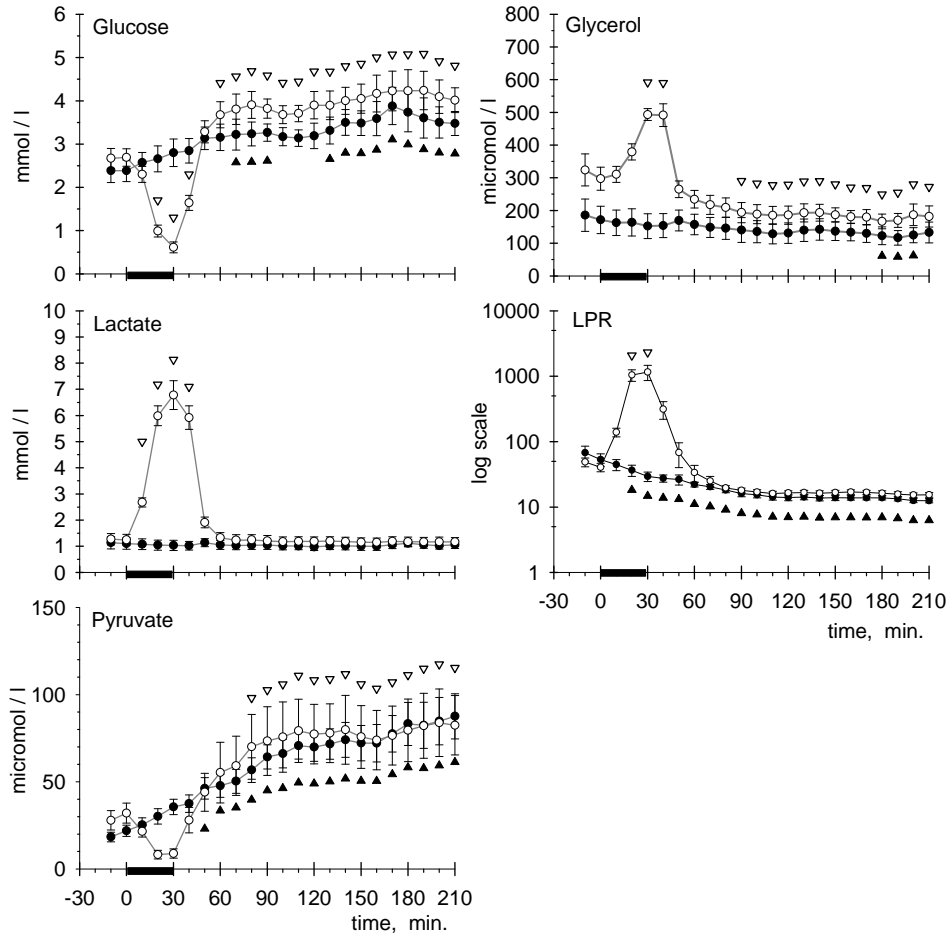 Glucose
mmol / l
6
5
4
3
2
1
0
Glycerol
micromol / l
800
700
600
500
400
300
200
100
0
Lactate
mmol / l
10
9
8
7
6
5
4
3
2
1
0
LPR
log scale
10000
1000
100
10
1
-30 0 30 60 90 120 150 180 210
time, min.
Pyruvate
micromol / l
150
100
50
0
-30 0 30 60 90 120 150 180 210
time, min.